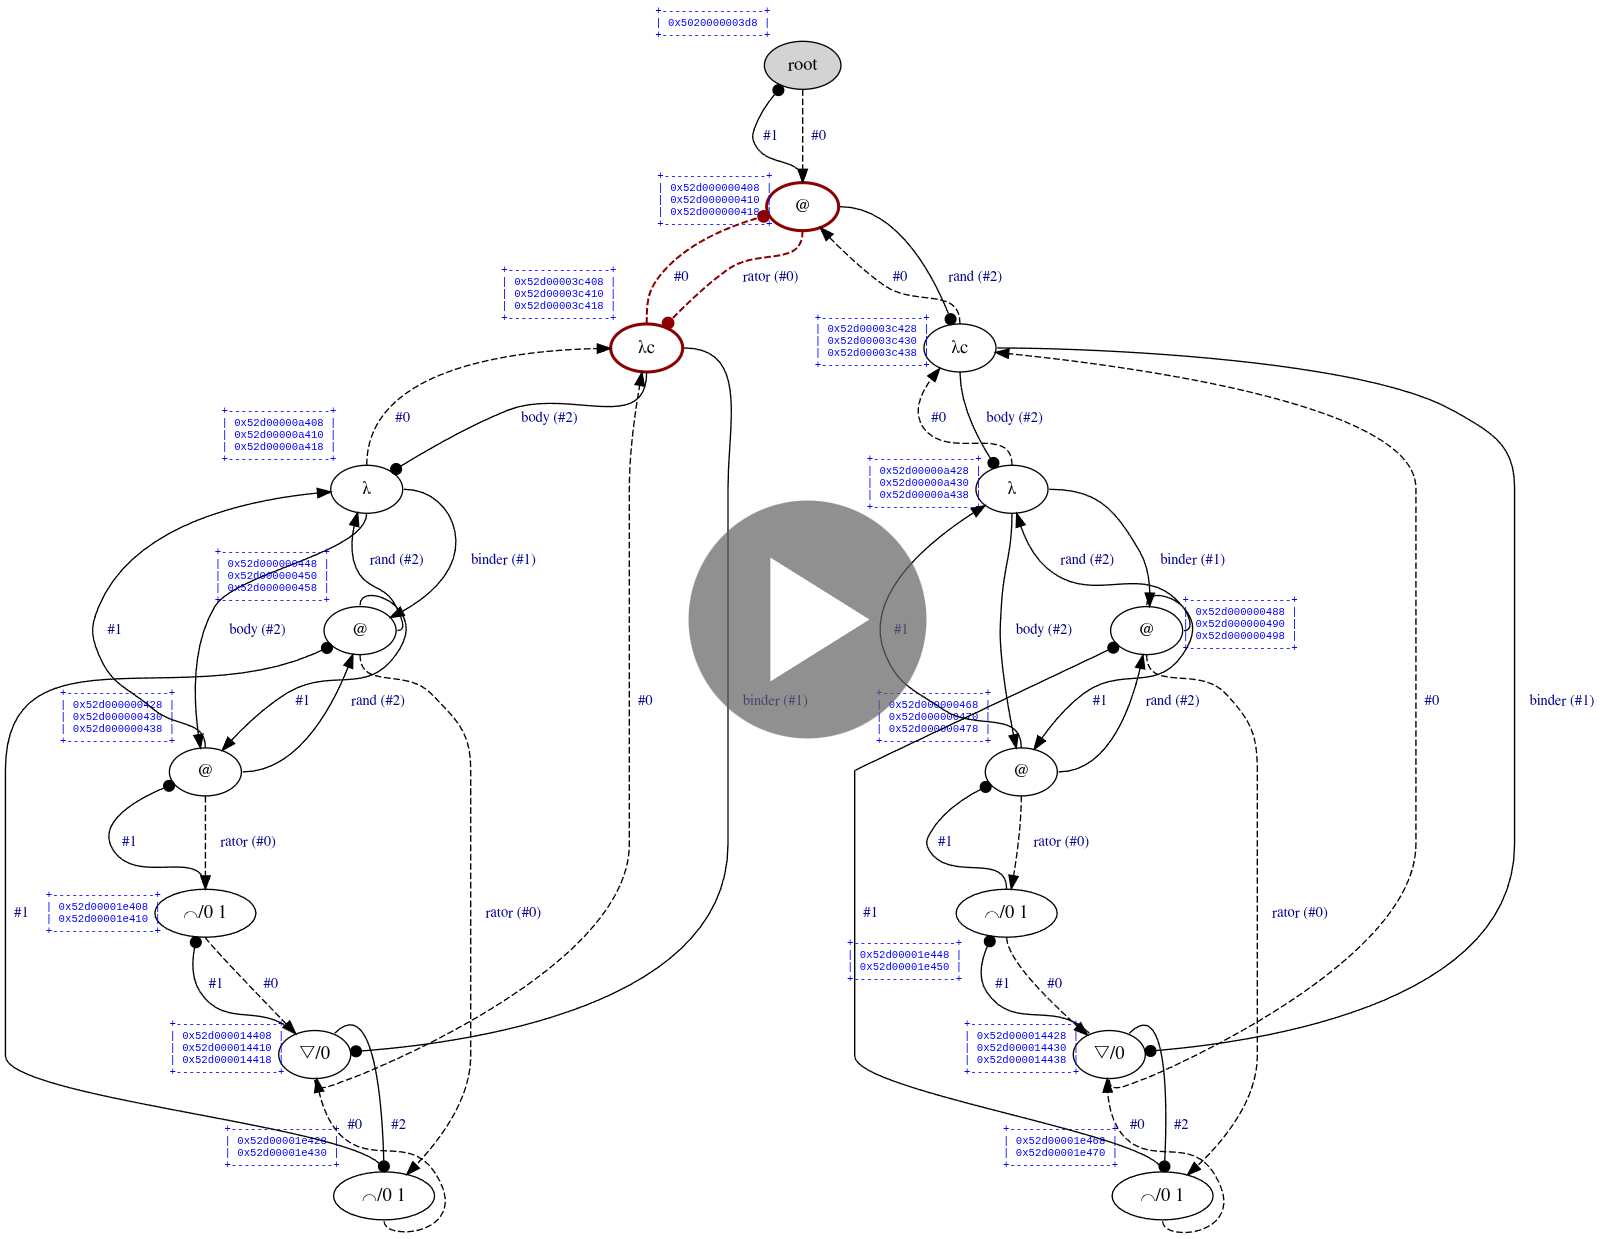 +----------------+
| 0x5020000003d8 |
+----------------+
root
#1
#0
+----------------+
| 0x52d000000408 |
| 0x52d000000410
| 0x52d000000418
+----------------+
@
#0
rator (#0)
#0
rand (#2)
+----------------+
| 0x52d00003c408 |
| 0x52d00003c410 |
| 0x52d00003c418 |
+----------------+
λc
+----------------+
| 0x52d00003c428 |
| 0x52d00003c430 |
| 0x52d00003c438 |
+----------------+
λc
#0
body (#2)
#0
body (#2)
+----------------+
| 0x52d00000a408 |
| 0x52d00000a410 |
| 0x52d00000a418 |
+----------------+
λ
+----------------+
| 0x52d00000a428 |
| 0x52d00000a430
| 0x52d00000a438 |
+----------------+
λ
+----------------+
| 0x52d000000448 |
| 0x52d000000450 |
| 0x52d000000458 |
+----------------+
rand (#2)
binder (#1)
rand (#2)
binder (#1)
#1
body (#2)
@
#1
body (#2)
@
+----------------+
| 0x52d000000488 |
| 0x52d000000490 |
| 0x52d000000498 |
+----------------+
+----------------+
| 0x52d000000428 |
| 0x52d000000430 |
| 0x52d000000438 |
+----------------+
#1
rand (#2)
#0
binder (#1)
+----------------+
| 0x52d000000468 |
| 0x52d000000470 |
| 0x52d000000478 |
+----------------+
#1
rand (#2)
#0
binder (#1)
@
@
#1
rator (#0)
#1
rator (#0)
#1
+----------------+
| 0x52d00001e408 |
| 0x52d00001e410 |
+----------------+
⌒/0 1
rator (#0)
#1
⌒/0 1
rator (#0)
+----------------+
| 0x52d00001e448 |
| 0x52d00001e450 |
+----------------+
#1
#0
#1
#0
+----------------+
| 0x52d000014408 |
| 0x52d000014410
| 0x52d000014418 |
+----------------+
▽/0
+----------------+
| 0x52d000014428 |
| 0x52d000014430
| 0x52d000014438 |
+----------------+
▽/0
#0
#2
#0
#2
+----------------+
| 0x52d00001e428 |
| 0x52d00001e430 |
+----------------+
+----------------+
| 0x52d00001e468 |
| 0x52d00001e470 |
+----------------+
⌒/0 1
⌒/0 1